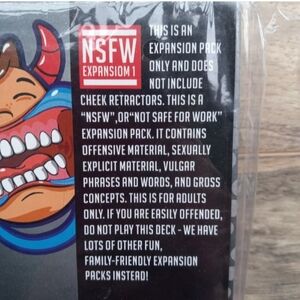 NSFW
EXPANSION 1
THIS IS AN
EXPANSION PACK
ONLY AND DOES
NOT INCLUDE
CHEEK RETRACTORS. THIS IS A
"NSFW",OR"NOT SAFE FOR WORK"
EXPANSION PACK. IT CONTAINS
OFFENSIVE MATERIAL, SEXUALLY
EXPLICIT MATERIAL, VULGAR
PHRASES AND WORDS, AND GROSS
CONCEPTS. THIS IS FOR ADULTS
ONLY. IF YOU ARE EASILY OFFENDED,
DO NOT PLAY THIS DECK - WE HAVE
LOTS OF OTHER FUN,
FAMILY-FRIENDLY EXPANSION
PACKS INSTEAD!